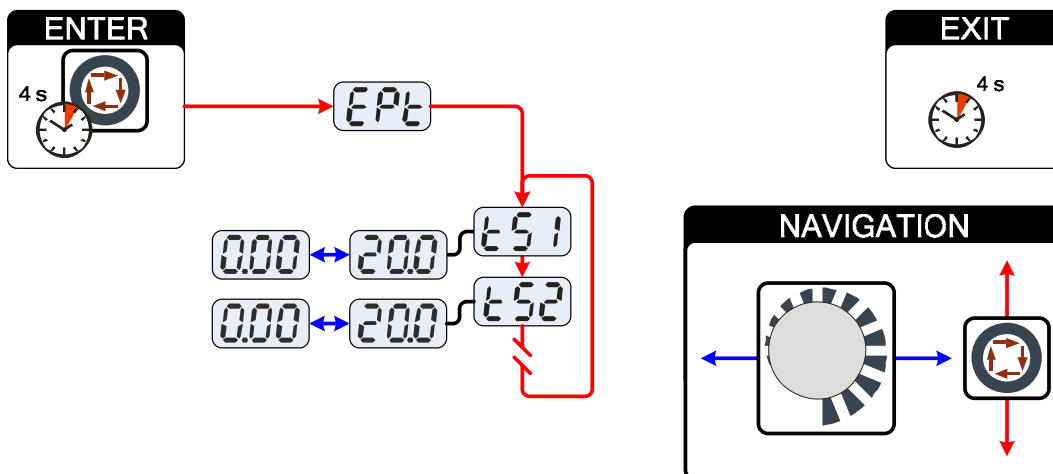 ENTER
4 s
EPt
EXIT
4 s
tS1
0.00
20.0
tS2
0.00
20.0
NAVIGATION